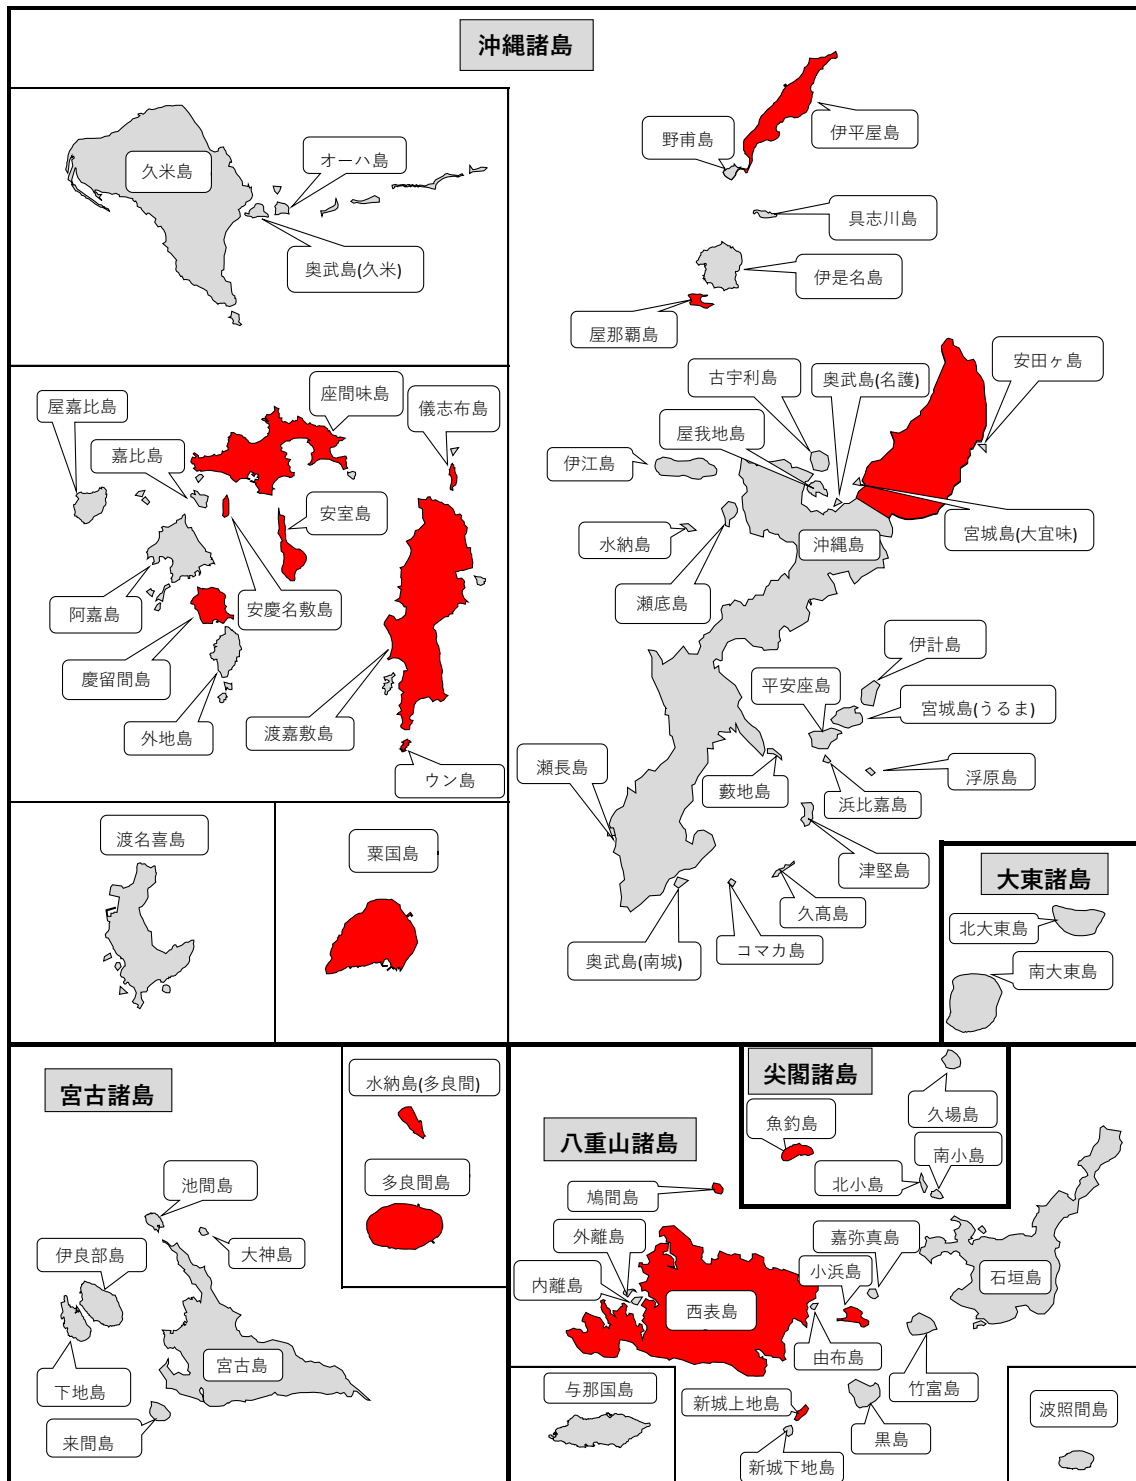 沖縄諸島
久米島
オーハ島
奥武島(久米)
野甫島
伊平屋島
具志川島
伊是名島
屋那覇島
古宇利島
奥武島(名護)
安田ヶ島
屋我地島
伊江島
水納島
瀬底島
沖縄島
宮城島(大宜味)
伊計島
平安座島
宮城島(うるま)
瀬長島
藪地島
浜比嘉島
浮原島
津堅島
久髙島
コマカ島
奥武島(南城)
屋嘉比島
座間味島
儀志布島
嘉比島
安室島
阿嘉島
安慶名敷島
慶留間島
外地島
渡嘉敷島
ウン島
渡名喜島
粟国島
大東諸島
北大東島
南大東島
宮古諸島
水納島(多良間)
多良間島
池間島
大神島
伊良部島
宮古島
下地島
来間島
八重山諸島
尖閣諸島
久場島
魚釣島
南小島
北小島
鳩間島
外離島
嘉弥真島
内離島
小浜島
西表島
石垣島
由布島
竹富島
与那国島
新城上地島
黒島
新城下地島
波照間島